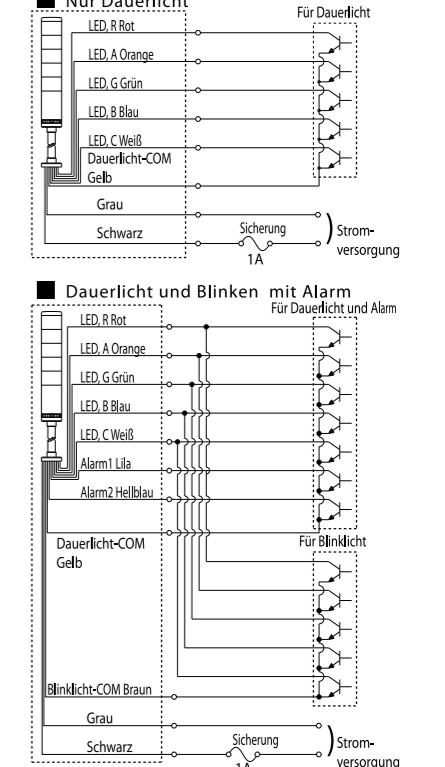 Nur Dauerlicht
Für Dauerlicht
LED, R Rot
LED, A Orange
LED, G Grün
LED, B Blau
LED, C Weiß
Dauerlicht-COM
Gelb
Grau
Schwarz
Sicherung
1A
Strom-
versorgung
Dauerlicht und Blinken mit Alarm
Für Dauerlicht und Alarm
LED, R Rot
LED, A Orange
LED, G Grün
LED, B Blau
LED, C Weiß
Alarm1 Lila
Alarm2 Hellblau
Dauerlicht-COM
Gelb
Für Blinklicht
Blinklicht-COM Braun
Grau
Schwarz
Sicherung
1A
Strom-
versorgung